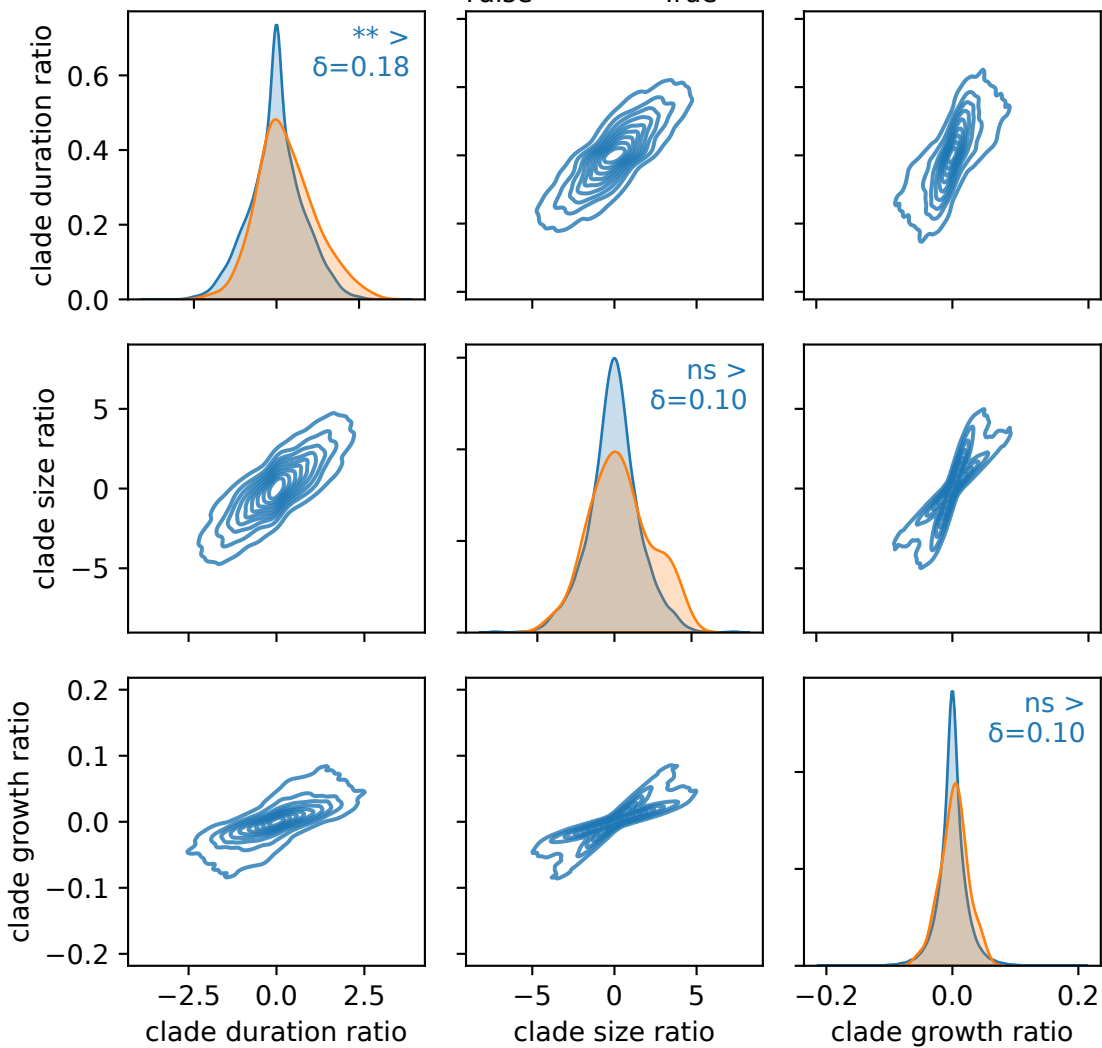 clade duration ratio
0.6
0.4
0.2
0.0
** >
δ=0.18
clade size ratio
5
0
−5
ns >
δ=0.10
clade growth ratio
0.2
0.1
0.0
−0.1
−0.2
ns >
δ=0.10
−2.5 0.0 2.5
−5 0 5
−0.2 0.0 0.2
clade duration ratio
clade size ratio
clade growth ratio